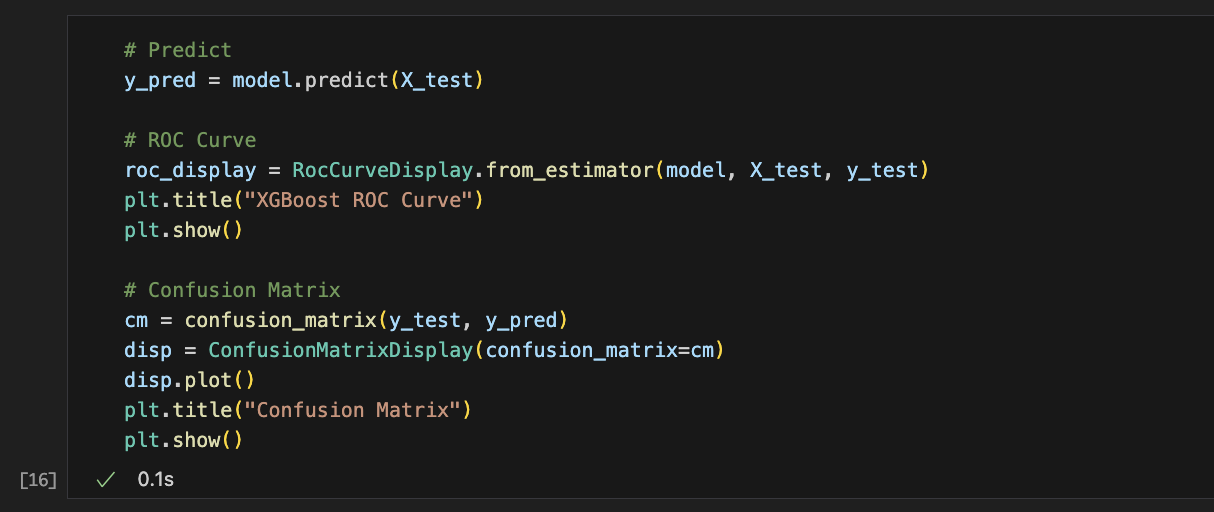 # Predict
y_pred = model.predict(X_test)
# ROC Curve
roc_display = RocCurveDisplay.from_estimator(model, X_test, y_test)
plt.title("XGBoost ROC Curve")
plt.show()
# Confusion Matrix
cm = confusion_matrix(y_test, y_pred)
disp = ConfusionMatrixDisplay(confusion_matrix=cm)
disp.plot()
plt.title("Confusion Matrix")
plt.show()
[16] ✓ 0.1s